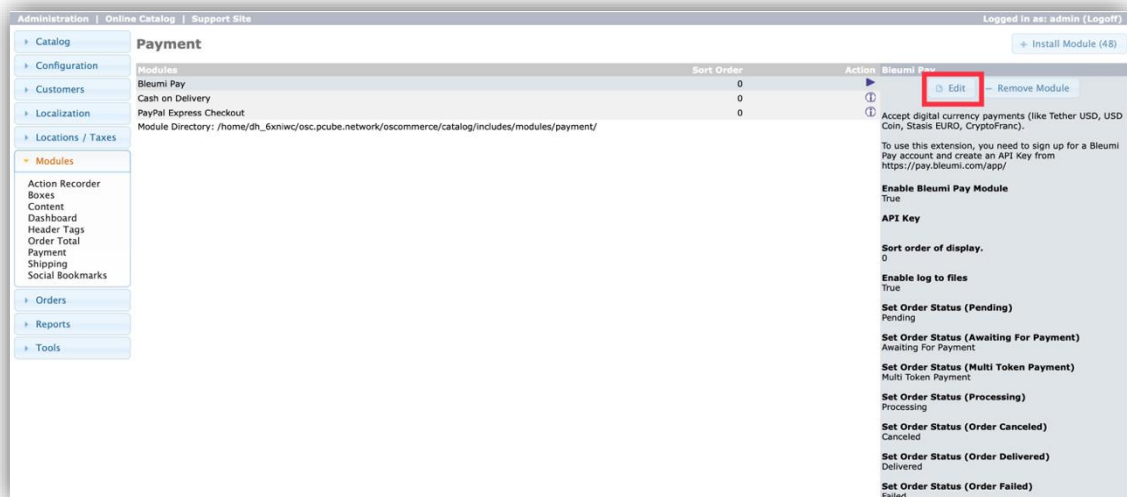 Administration | Online Catalog | Support Site
Logged in as: admin (Logoff)
Catalog
Configuration
Customers
Localization
Locations / Taxes
Modules
Action Recorder
Boxes
Content
Dashboard
Header Tags
Order Total
Payment
Shipping
Social Bookmarks
Orders
Reports
Tools
Payment
+ Install Module (48)
Modules Sort Order Action
Bleumi Pay 0
Cash on Delivery 0
PayPal Express Checkout 0
Module Directory: /home/dh_6xniwc/osc.pcube.network/oscommerce/catalog/includes/modules/payment/
Bleumi Pay
Edit
− Remove Module
Accept digital currency payments (like Tether USD, USD
Coin, Stasis EURO, CryptoFranc).
To use this extension, you need to sign up for a Bleumi
Pay account and create an API Key from
https://pay.bleumi.com/app/
Enable Bleumi Pay Module
True
API Key
Sort order of display.
0
Enable log to files
True
Set Order Status (Pending)
Pending
Set Order Status (Awaiting For Payment)
Awaiting For Payment
Set Order Status (Multi Token Payment)
Multi Token Payment
Set Order Status (Processing)
Processing
Set Order Status (Order Canceled)
Canceled
Set Order Status (Order Delivered)
Delivered
Set Order Status (Order Failed)
Failed